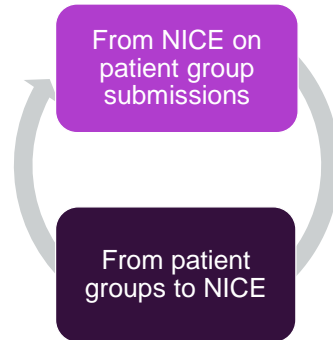 From NICE on
patient group
submissions
From patient
groups to NICE